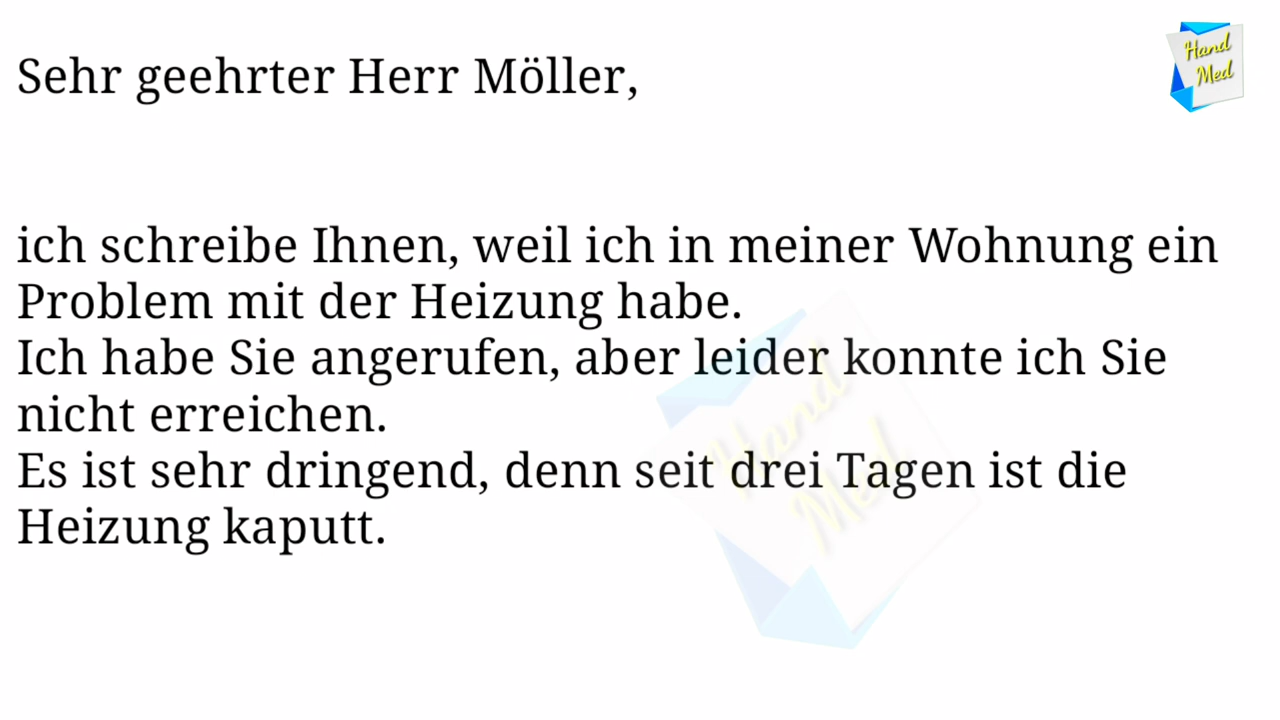 Sehr geehrter Herr Möller,
Hand
Med
ich schreibe Ihnen, weil ich in meiner Wohnung ein
Problem mit der Heizung habe.
Ich habe Sie angerufen, aber leider konnte ich Sie
nicht erreichen.
Es ist sehr dringend, denn seit drei Tagen ist die
Heizung kaputt.
Hand
Med